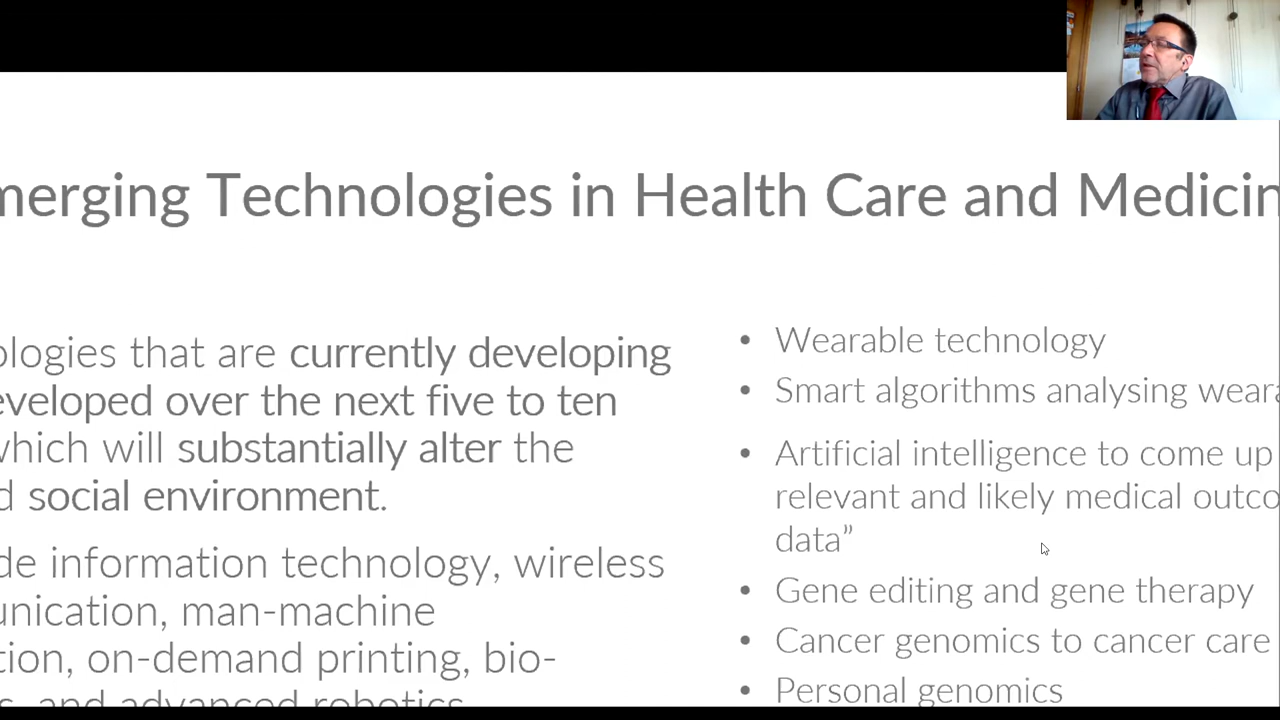 merging Technologies in Health Care and Medicin
ologies that are currently developing
eveloped over the next five to ten
which will substantially alter the
d social environment.
de information technology, wireless
unication, man-machine
tion, on-demand printing, bio-
s, and advanced robotics
• Wearable technology
• Smart algorithms analysing weara
• Artificial intelligence to come up
relevant and likely medical outco
data”
• Gene editing and gene therapy
• Cancer genomics to cancer care
• Personal genomics